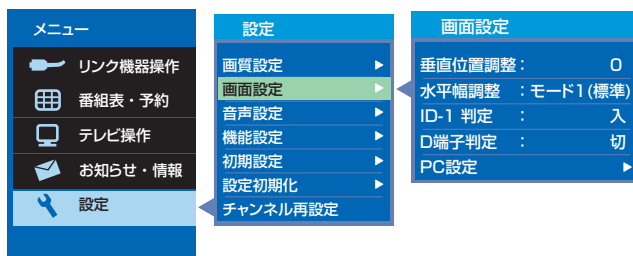 メニュー
リンク機器操作
番組表・予約
テレビ操作
お知らせ・情報
設定
設定
画質設定
画面設定
音声設定
機能設定
初期設定
設定初期化
チャンネル再設定
画面設定
垂直位置調整： 0
水平幅調整 ：モード1(標準)
ID-1 判定 ： 入
D端子判定 ： 切
PC設定